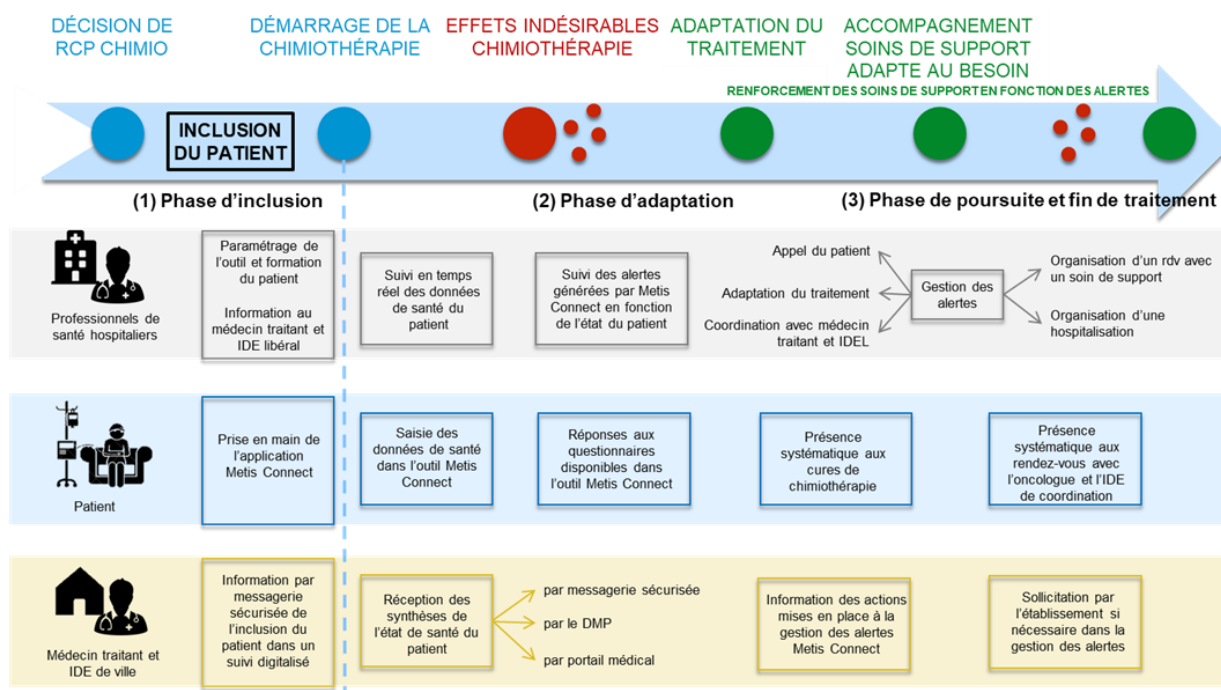 DÉCISION DE
RCP CHIMIO
DÉMARRAGE DE LA
CHIMIOTHÉRAPIE
EFFETS INDÉSIRABLES
CHIMIOTHÉRAPIE
ADAPTATION DU
TRAITEMENT
ACCOMPAGNEMENT
SOINS DE SUPPORT
ADAPTE AU BESOIN
RENFORCEMENT DES SOINS DE SUPPORT EN FONCTION DES ALERTES
INCLUSION
DU PATIENT
(1) Phase d'inclusion
(2) Phase d'adaptation
(3) Phase de poursuite et fin de traitement
Professionnels de
santé hospitaliers
Paramétrage de
l'outil et formation
du patient
Information au
médecin traitant et
IDE libéral
Suivi en temps
réel des données
de santé du
patient
Suivi des alertes
générées par Metis
Connect en fonction
de l'état du patient
Appel du patient
Adaptation du traitement
Coordination avec médecin
traitant et IDEL
Gestion des
alertes
Organisation d'un rdv avec
un soin de support
Organisation d'une
hospitalisation
Patient
Prise en main de
l'application
Metis Connect
Saisie des
données de santé
dans l'outil Metis
Connect
Réponses aux
questionnaires
disponibles dans
l'outil Metis Connect
Présence
systématique aux
cures de
chimiothérapie
Présence
systématique aux
rendez-vous avec
l'oncologue et l'IDE
de coordination
Médecin traitant et
IDE de ville
Information par
messagerie
sécurisée de
l'inclusion du
patient dans un
suivi digitalisé
Réception des
synthèses de
l'état de santé du
patient
par messagerie sécurisée
par le DMP
par portail médical
Information des actions
mises en place à la
gestion des alertes
Metis Connect
Sollicitation par
l'établissement si
nécessaire dans la
gestion des alertes